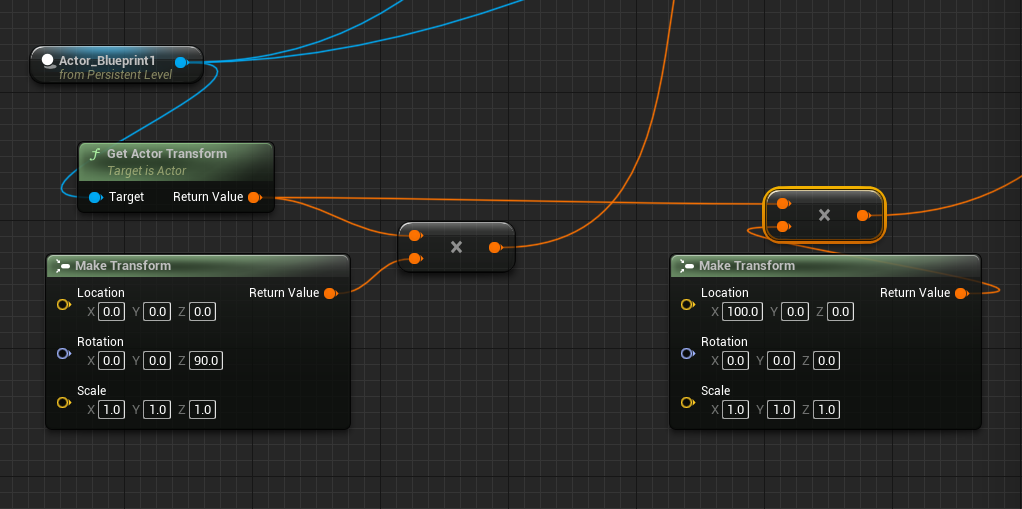 Actor_Blueprint1
from Persistent Level
f Get Actor Transform
Target is Actor
Target Return Value
×
×
Make Transform
Location Return Value
X 0.0 Y 0.0 Z 0.0
Rotation
X 0.0 Y 0.0 Z 90.0
Scale
X 1.0 Y 1.0 Z 1.0
Make Transform
Location Return Value
X 100.0 Y 0.0 Z 0.0
Rotation
X 0.0 Y 0.0 Z 0.0
Scale
X 1.0 Y 1.0 Z 1.0